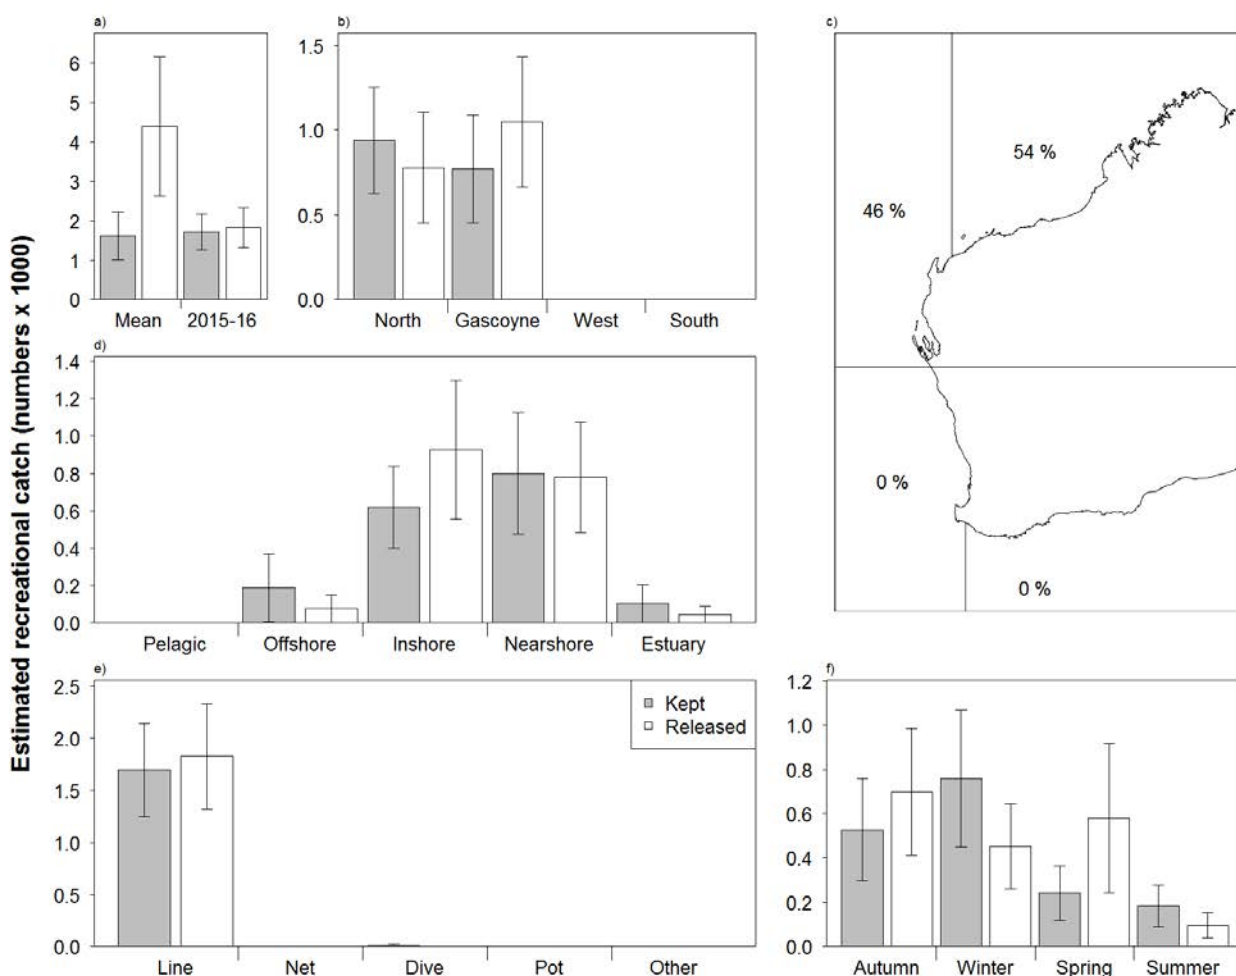 Estimated recreational catch (numbers x 1000)
a)
6
5
4
3
2
1
0
Mean 2015-16
b)
1.5
1.0
0.5
0.0
North Gascoyne West South
c)
54 %
46 %
0 %
0 %
d)
1.4
1.2
1.0
0.8
0.6
0.4
0.2
0.0
Pelagic Offshore Inshore Nearshore Estuary
e)
2.5
2.0
1.5
1.0
0.5
0.0
Kept
Released
Line Net Dive Pot Other
f)
1.2
1.0
0.8
0.6
0.4
0.2
0.0
Autumn Winter Spring Summer